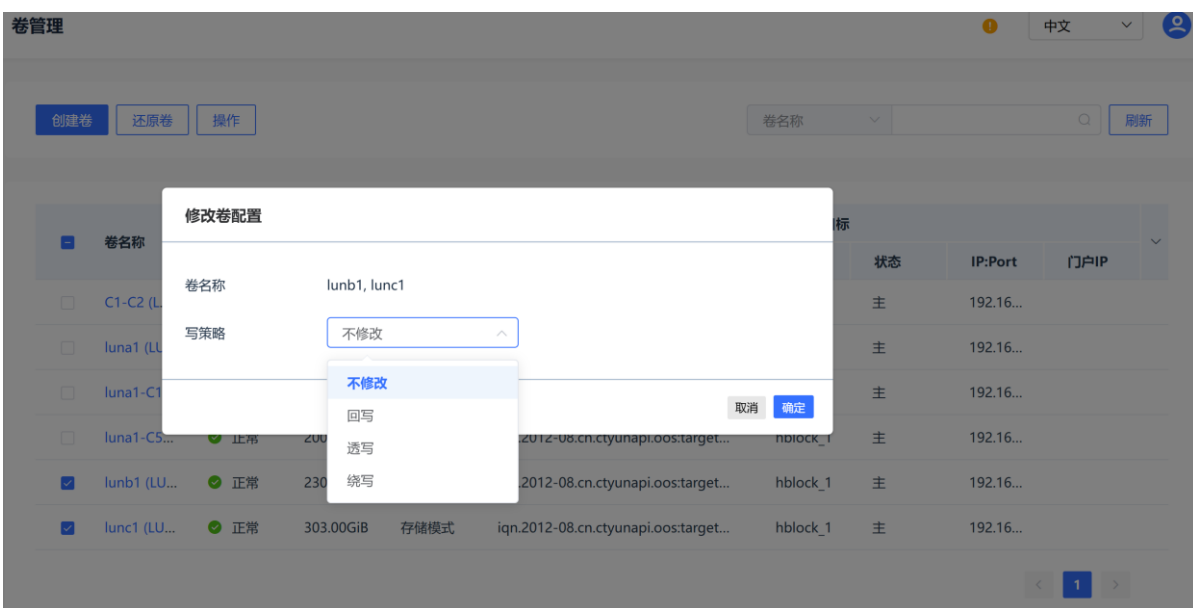 卷管理
中文
创建卷 还原卷 操作 卷名称 刷新
修改卷配置
卷名称 状态 IP:Port 门户IP
卷名称 lunb1, lunc1
C1-C2 (L. 主 192.16...
写策略 不修改
luna1 (LU 主 192.16...
不修改
luna1-C1 主 192.16...
取消 确定
回写
luna1-C5... 正常 200 .2012-08.cn.ctyunapi.oos:target... hblock_1 主 192.16...
透写
绕写
lunb1 (LU... 正常 230 .2012-08.cn.ctyunapi.oos:target... hblock_1 主 192.16...
lunc1 (LU... 正常 303.00GiB 存储模式 iqn.2012-08.cn.ctyunapi.oos:target... hblock_1 主 192.16...
< 1 >